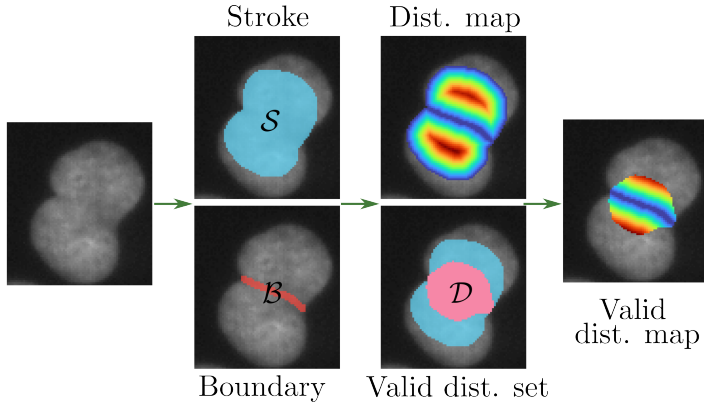 Stroke
Dist. map
S
B
D
Boundary
Valid dist. set
Valid
dist. map